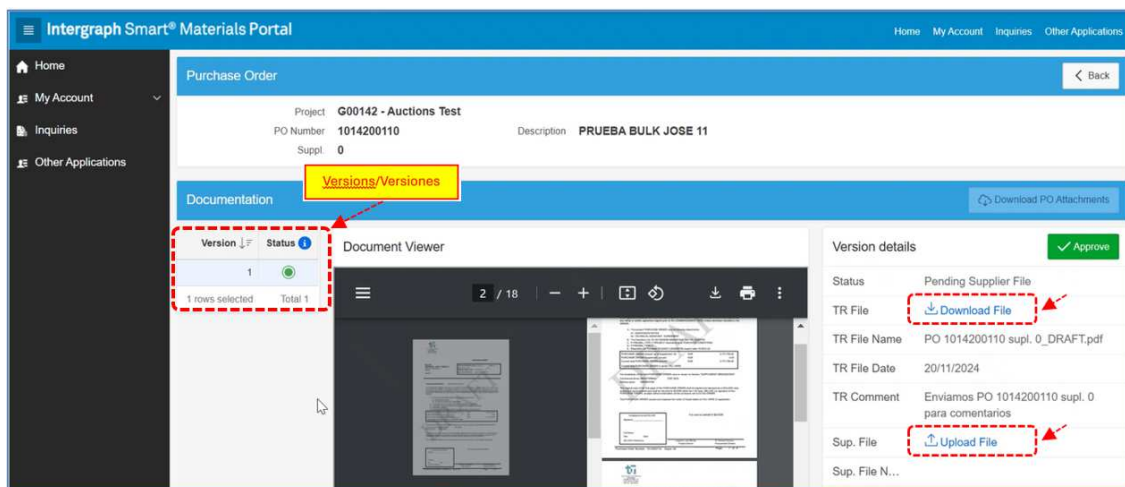 Intergraph Smart® Materials Portal
Home My Account Inquiries Other Applications
Home
My Account
Inquiries
Other Applications
Purchase Order
Back
Project G00142 - Auctions Test
PO Number 1014200110 Description PRUEBA BULK JOSE 11
Suppl. 0
Versions/Versiones
Documentation
Download PO Attachments
Version Status
1
1 rows selected Total 1
Document Viewer
2 / 18
Version details
Approve
Status Pending Supplier File
TR File Download File
TR File Name PO 1014200110 supl. 0_DRAFT.pdf
TR File Date 20/11/2024
TR Comment Enviamos PO 1014200110 supl. 0
para comentarios
Sup. File Upload File
Sup. File N...
DRAFT